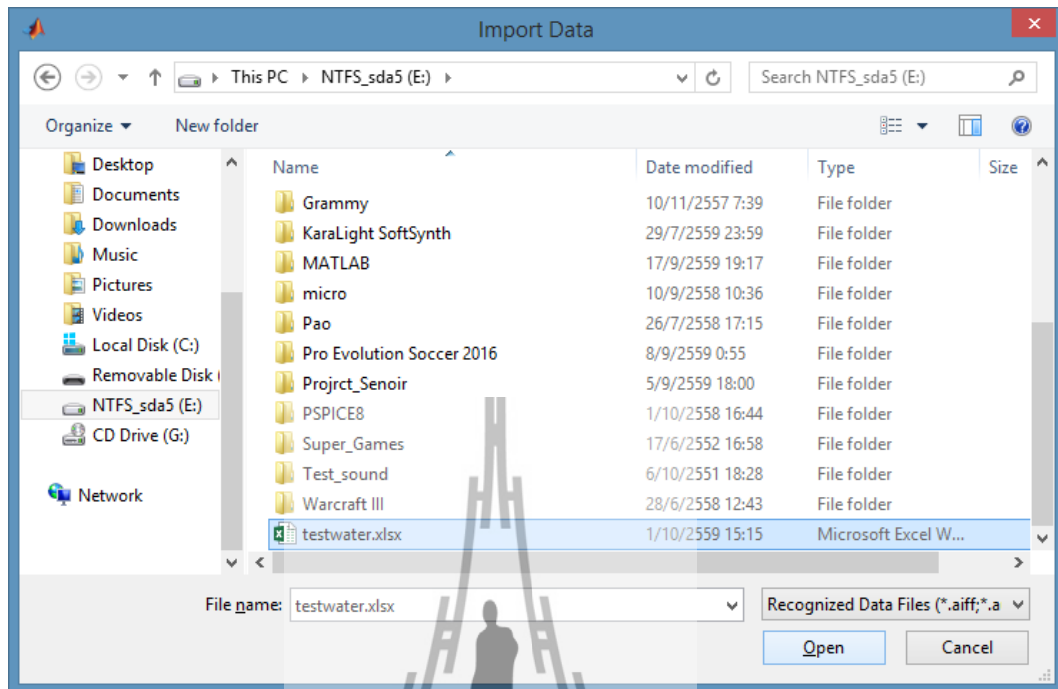 Import Data
This PC NTFS_sda5 (E:) Search NTFS_sda5 (E:)
Organize New folder
Desktop
Documents
Downloads
Music
Pictures
Videos
Local Disk (C:)
Removable Disk (
NTFS_sda5 (E:)
CD Drive (G:)
Network
Name Date modified Type Size
Grammy 10/11/2557 7:39 File folder
KaraLight SoftSynth 29/7/2559 23:59 File folder
MATLAB 17/9/2559 19:17 File folder
micro 10/9/2558 10:36 File folder
Pao 26/7/2558 17:15 File folder
Pro Evolution Soccer 2016 8/9/2559 0:55 File folder
Projrct_Senoir 5/9/2559 18:00 File folder
PSPICE8 1/10/2558 16:44 File folder
Super_Games 17/6/2552 16:58 File folder
Test_sound 6/10/2551 18:28 File folder
Warcraft III 28/6/2558 12:43 File folder
testwater.xlsx 1/10/2559 15:15 Microsoft Excel W...
File name: testwater.xlsx Recognized Data Files (*.aiff;*.a
Open Cancel